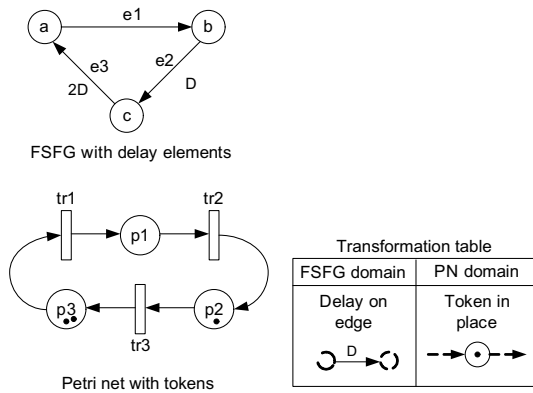 a e1 b
e3 e2
2D D
c
FSFG with delay elements
tr1 tr2
p1
p3 p2
tr3
Petri net with tokens
Transformation table
FSFG domain PN domain
Delay on edge
Token in place
D